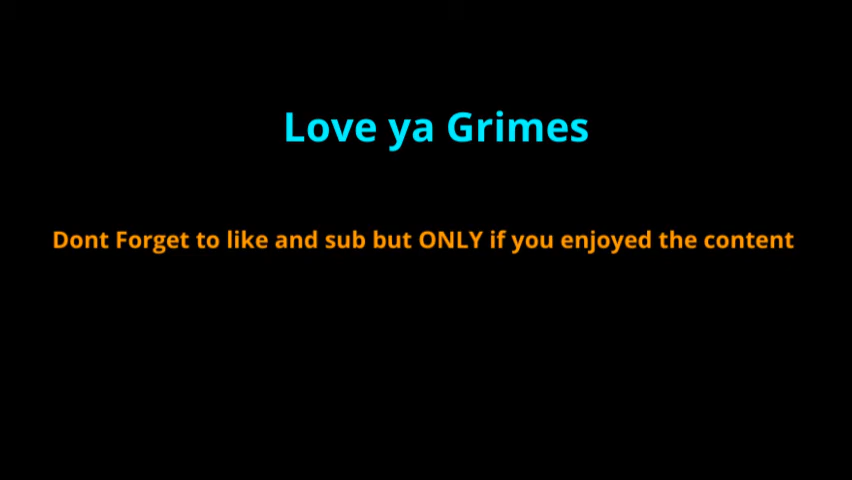 Love ya Grimes
Dont Forget to like and sub but ONLY if you enjoyed the content